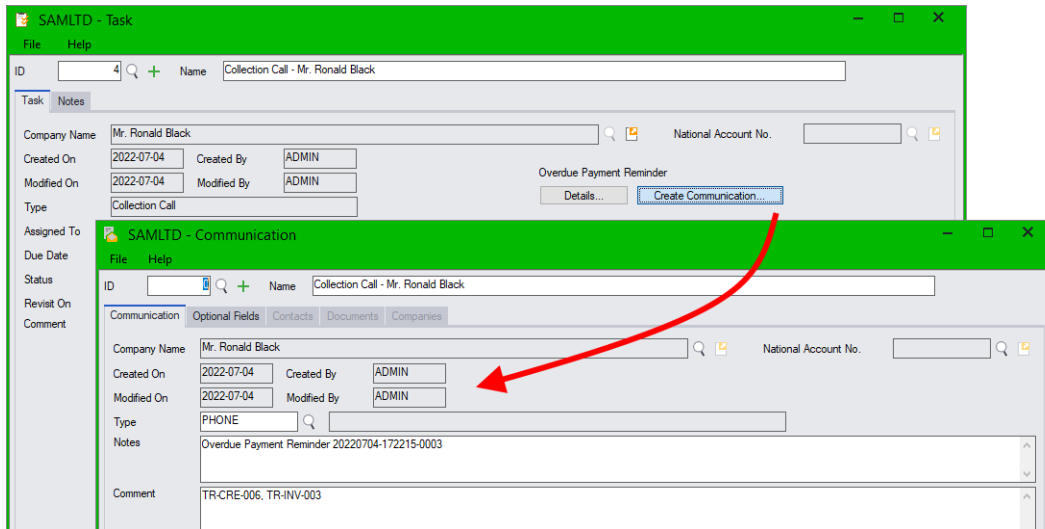 SAMLTD - Task
File Help
ID 4 Name Collection Call - Mr. Ronald Black
Task Notes
Company Name Mr. Ronald Black National Account No.
Created On 2022-07-04 Created By ADMIN
Overdue Payment Reminder
Modified On 2022-07-04 Modified By ADMIN
Details... Create Communication...
Type Collection Call
Assigned To
Due Date
Status
Revisit On
Comment
SAMLTD - Communication
File Help
ID 0 Name Collection Call - Mr. Ronald Black
Communication Optional Fields Contacts Documents Companies
Company Name Mr. Ronald Black National Account No.
Created On 2022-07-04 Created By ADMIN
Modified On 2022-07-04 Modified By ADMIN
Type PHONE
Notes Overdue Payment Reminder 20220704-172215-0003
Comment TR-CRE-006, TR-INV-003